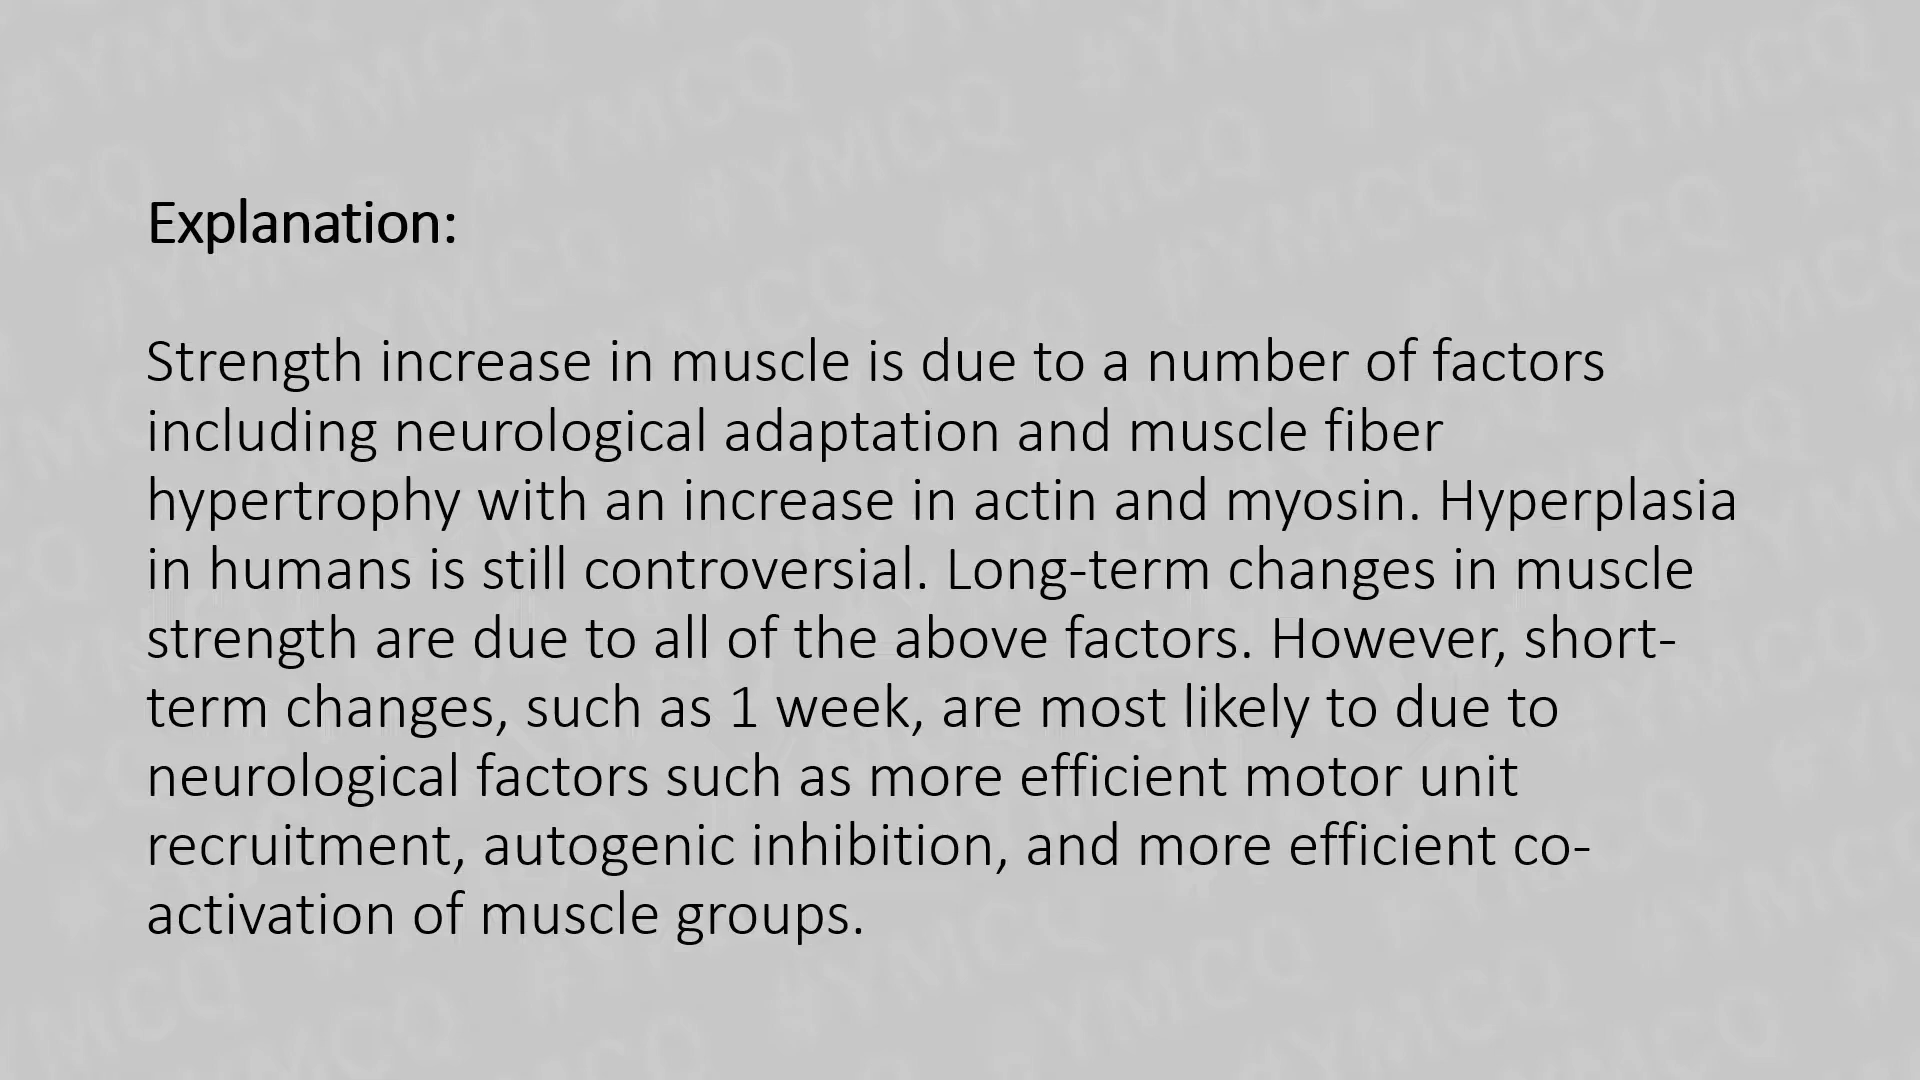 Explanation:
Strength increase in muscle is due to a number of factors
including neurological adaptation and muscle fiber
hypertrophy with an increase in actin and myosin. Hyperplasia
in humans is still controversial. Long-term changes in muscle
strength are due to all of the above factors. However, short-
term changes, such as 1 week, are most likely to due to
neurological factors such as more efficient motor unit
recruitment, autogenic inhibition, and more efficient co-
activation of muscle groups.
#YMCQ